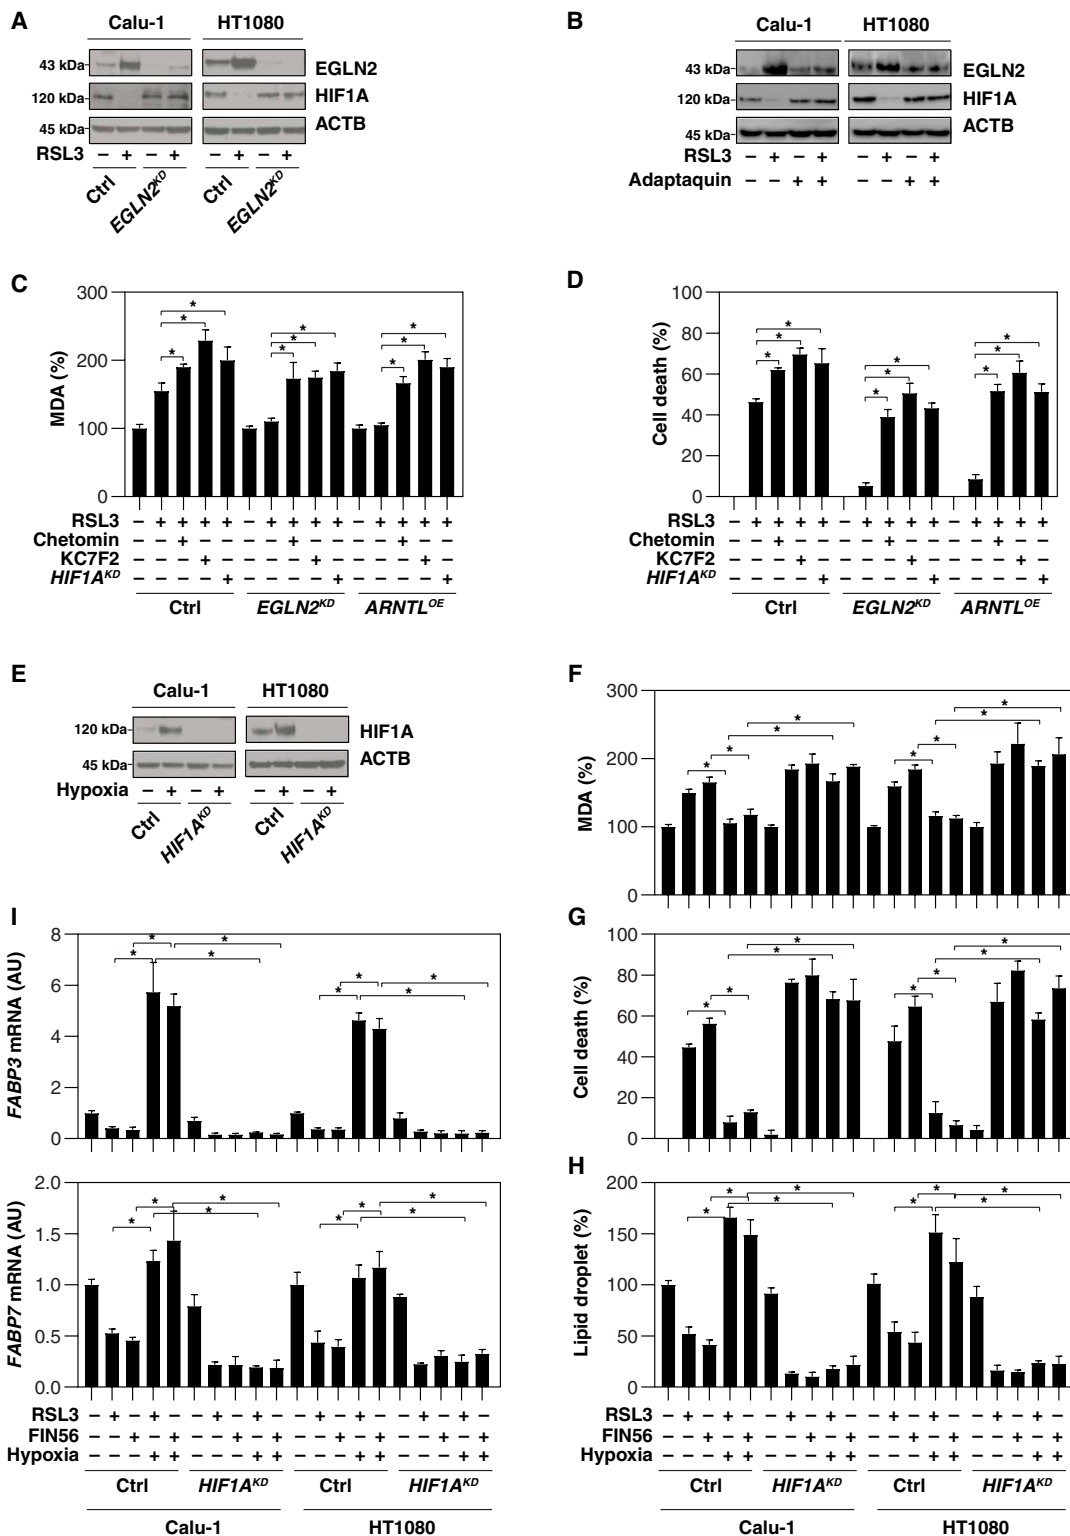 A
Calu-1 HT1080
43 kDa EGLN2
120 kDa HIF1A
45 kDa ACTB
RSL3 – + – + – + – +
Ctrl EGLN2KD Ctrl EGLN2KD
B
Calu-1 HT1080
43 kDa EGLN2
120 kDa HIF1A
45 kDa ACTB
RSL3 – + – + – + – +
Adaptaquin – – + + – – + +
C
MDA (%)
300
200
100
0
* * * * * * * * *
RSL3 – + + + + – + + + + – + + + +
Chetomin – – + – – – – + – – – – + – –
KC7F2 – – – + – – – – + – – – – + –
HIF1AKD – – – – + – – – – + – – – – +
Ctrl EGLN2KD ARNTLOE
D
Cell death (%)
100
80
60
40
20
0
* * * * * * * * *
RSL3 – + + + + – + + + + – + + + +
Chetomin – – + – – – – + – – – – + – –
KC7F2 – – – + – – – – + – – – – + –
HIF1AKD – – – – + – – – – + – – – – +
Ctrl EGLN2KD ARNTLOE
E
Calu-1 HT1080
120 kDa HIF1A
45 kDa ACTB
Hypoxia – + – + – + – +
Ctrl HIF1AKD Ctrl HIF1AKD
F
MDA (%)
300
200
100
0
* * * * * * * *
G
Cell death (%)
100
80
60
40
20
0
* * * * * * * *
H
Lipid droplet (%)
200
150
100
50
0
* * * * * * * *
RSL3 – + – + – – + – + – – + – + – – + – + –
FIN56 – – + – + – – + – + – – + – + – – + – +
Hypoxia – – – + + – – – + + – – – + + – – – + +
Ctrl HIF1AKD Ctrl HIF1AKD
Calu-1 HT1080
I
FABP3 mRNA (AU)
8
6
4
2
0
* * * * * * * *
FABP7 mRNA (AU)
2.0
1.5
1.0
0.5
0.0
* * * * * * * *
RSL3 – + – + – – + – + – – + – + – – + – + –
FIN56 – – + – + – – + – + – – + – + – – + – +
Hypoxia – – – + + – – – + + – – – + + – – – + +
Ctrl HIF1AKD Ctrl HIF1AKD
Calu-1 HT1080